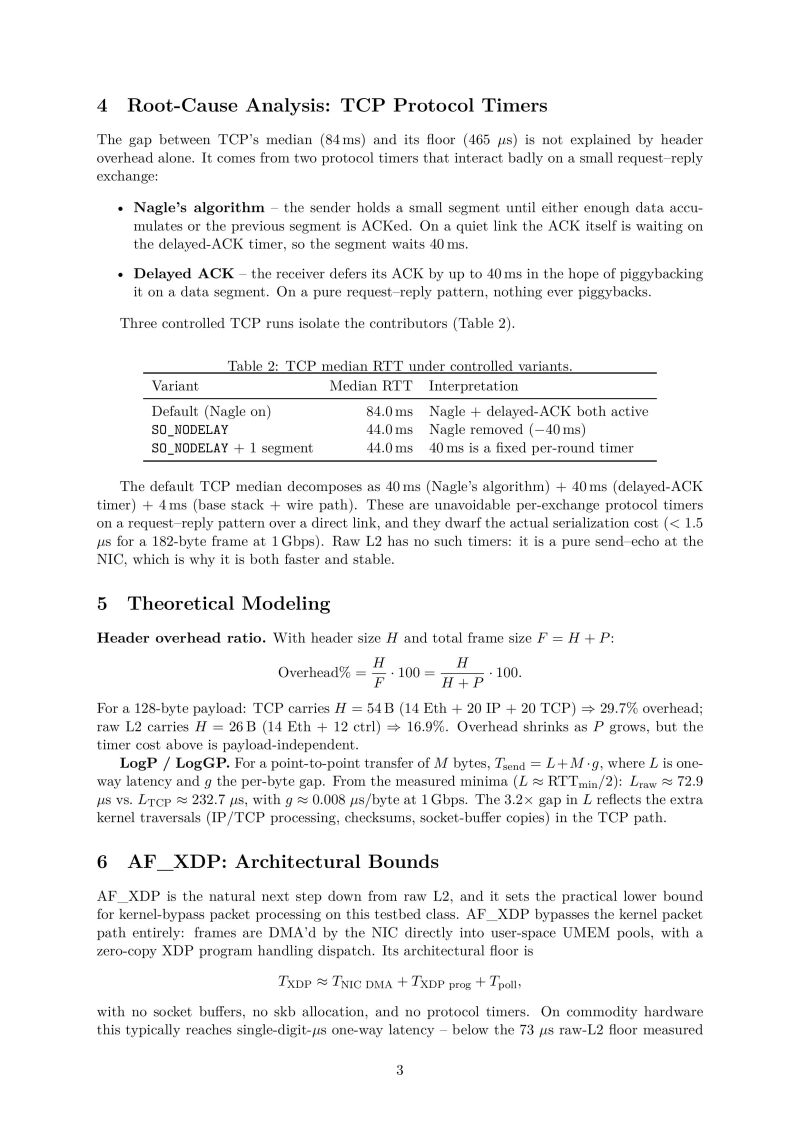 4 Root-Cause Analysis: TCP Protocol Timers
The gap between TCP's median (84 ms) and its floor (465 μs) is not explained by header
overhead alone. It comes from two protocol timers that interact badly on a small request–reply
exchange:
• Nagle's algorithm – the sender holds a small segment until either enough data accu-
mulates or the previous segment is ACKed. On a quiet link the ACK itself is waiting on
the delayed-ACK timer, so the segment waits 40 ms.
• Delayed ACK – the receiver defers its ACK by up to 40 ms in the hope of piggybacking
it on a data segment. On a pure request–reply pattern, nothing ever piggybacks.
Three controlled TCP runs isolate the contributors (Table 2).
Table 2: TCP median RTT under controlled variants.
Variant Median RTT Interpretation
Default (Nagle on) 84.0 ms Nagle + delayed-ACK both active
SO_NODELAY 44.0 ms Nagle removed (−40 ms)
SO_NODELAY + 1 segment 44.0 ms 40 ms is a fixed per-round timer
The default TCP median decomposes as 40 ms (Nagle's algorithm) + 40 ms (delayed-ACK
timer) + 4 ms (base stack + wire path). These are unavoidable per-exchange protocol timers
on a request–reply pattern over a direct link, and they dwarf the actual serialization cost (< 1.5
μs for a 182-byte frame at 1 Gbps). Raw L2 has no such timers: it is a pure send–echo at the
NIC, which is why it is both faster and stable.
5 Theoretical Modeling
Header overhead ratio. With header size H and total frame size F = H + P:
Overhead% = H/F · 100 = H/(H + P) · 100.
For a 128-byte payload: TCP carries H = 54 B (14 Eth + 20 IP + 20 TCP) ⇒ 29.7% overhead;
raw L2 carries H = 26 B (14 Eth + 12 ctrl) ⇒ 16.9%. Overhead shrinks as P grows, but the
timer cost above is payload-independent.
LogP / LogGP. For a point-to-point transfer of M bytes, T_send = L+M·g, where L is one-
way latency and g the per-byte gap. From the measured minima (L ≈ RTT_min/2): L_raw ≈ 72.9
μs vs. L_TCP ≈ 232.7 μs, with g ≈ 0.008 μs/byte at 1 Gbps. The 3.2× gap in L reflects the extra
kernel traversals (IP/TCP processing, checksums, socket-buffer copies) in the TCP path.
6 AF_XDP: Architectural Bounds
AF_XDP is the natural next step down from raw L2, and it sets the practical lower bound
for kernel-bypass packet processing on this testbed class. AF_XDP bypasses the kernel packet
path entirely: frames are DMA'd by the NIC directly into user-space UMEM pools, with a
zero-copy XDP program handling dispatch. Its architectural floor is
T_XDP ≈ T_NIC DMA + T_XDP prog + T_poll,
with no socket buffers, no skb allocation, and no protocol timers. On commodity hardware
this typically reaches single-digit-μs one-way latency – below the 73 μs raw-L2 floor measured
3